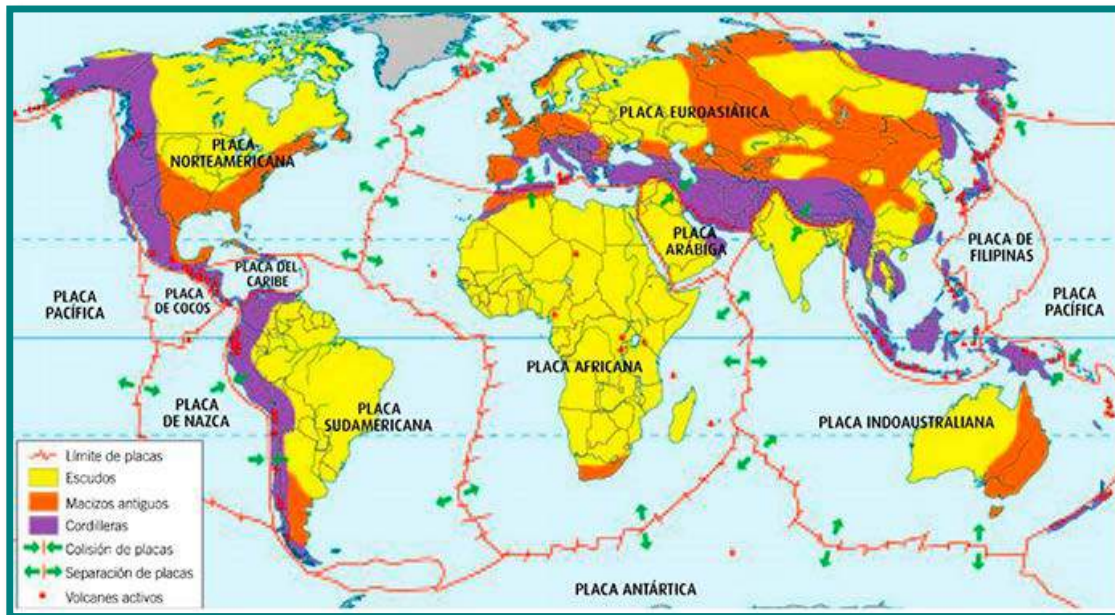 PLACA
NORTEAMERICANA
PLACA EUROASIÁTICA
PLACA
ARÁBIGA
PLACA DE
FILIPINAS
PLACA DEL
CARIBE
PLACA
PACÍFICA
PLACA
DE COCOS
PLACA
PACÍFICA
PLACA AFRICANA
PLACA
DE NAZCA
PLACA
SUDAMERICANA
PLACA INDOAUSTRALIANA
PLACA ANTÁRTICA
Límite de placas
Escudos
Macizos antiguos
Cordilleras
Colisión de placas
Separación de placas
Volcanes activos